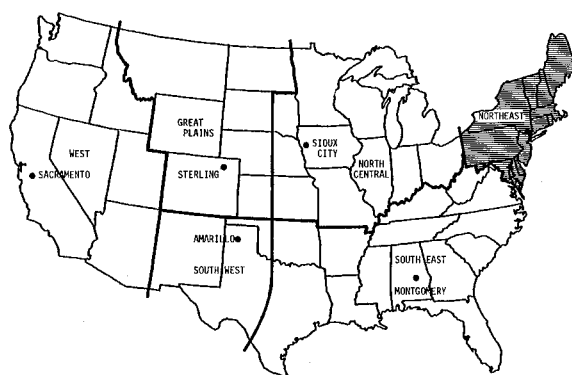 NORTHEAST
GREAT
PLAINS
SIOUX
CITY
WEST
NORTH
CENTRAL
STERLING
SACRAMENTO
AMARILLO
SOUTH WEST
SOUTH EAST
MONTGOMERY